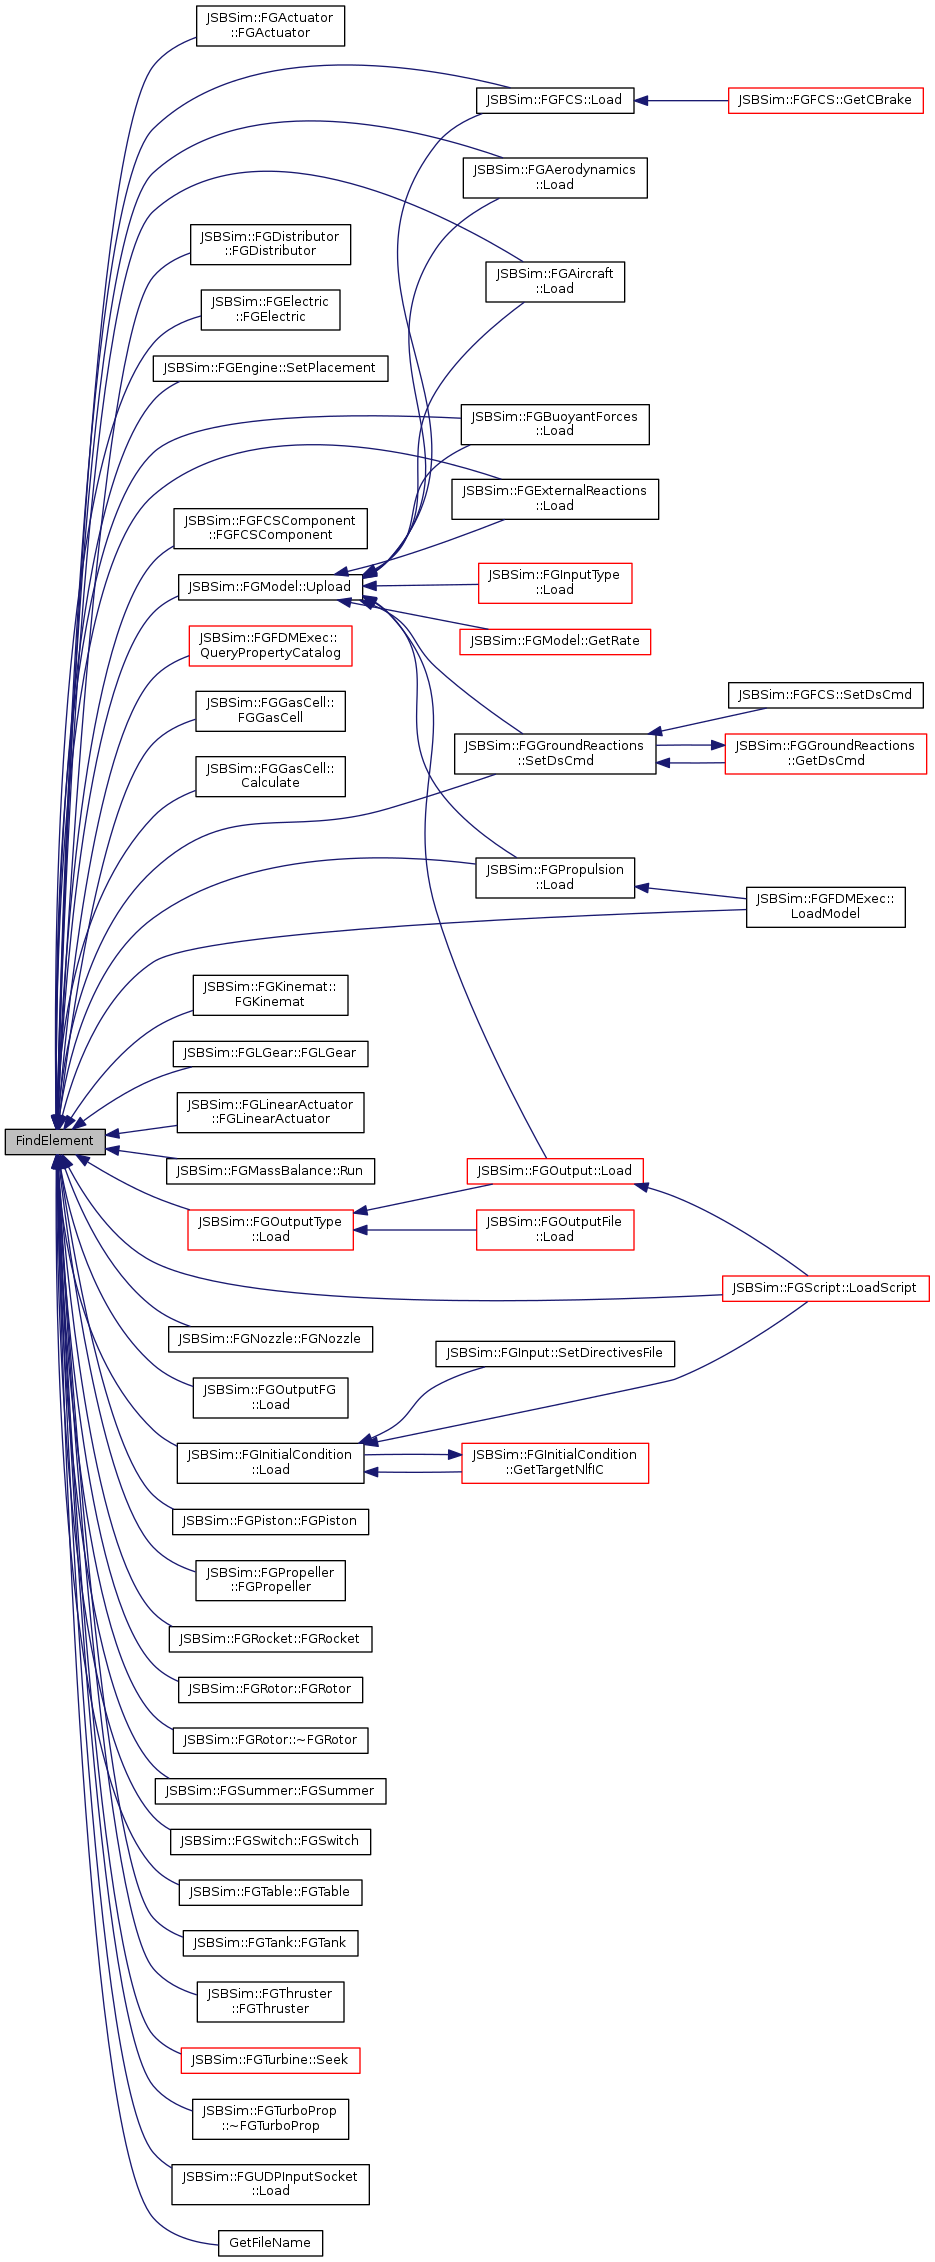 JSBSim::FGActuator
::FGActuator
JSBSim::FGFCS::Load
JSBSim::FGFCS::GetCBrake
JSBSim::FGAerodynamics
::Load
JSBSim::FGDistributor
::FGDistributor
JSBSim::FGAircraft
::Load
JSBSim::FGElectric
::FGElectric
JSBSim::FGEngine::SetPlacement
JSBSim::FGBuoyantForces
::Load
JSBSim::FGExternalReactions
::Load
JSBSim::FGFCSComponent
::FGFCSComponent
JSBSim::FGModel::Upload
JSBSim::FGInputType
::Load
JSBSim::FGFDMExec::
QueryPropertyCatalog
JSBSim::FGModel::GetRate
JSBSim::FGGasCell::
FGGasCell
JSBSim::FGFCS::SetDsCmd
JSBSim::FGGroundReactions
::SetDsCmd
JSBSim::FGGroundReactions
::GetDsCmd
JSBSim::FGGasCell::
Calculate
JSBSim::FGPropulsion
::Load
JSBSim::FGFDMExec::
LoadModel
JSBSim::FGKinemat::
FGKinemat
JSBSim::FGLGear::FGLGear
JSBSim::FGLinearActuator
::FGLinearActuator
FindElement
JSBSim::FGMassBalance::Run
JSBSim::FGOutput::Load
JSBSim::FGOutputType
::Load
JSBSim::FGOutputFile
::Load
JSBSim::FGScript::LoadScript
JSBSim::FGNozzle::FGNozzle
JSBSim::FGInput::SetDirectivesFile
JSBSim::FGOutputFG
::Load
JSBSim::FGInitialCondition
::Load
JSBSim::FGInitialCondition
::GetTargetNlfIC
JSBSim::FGPiston::FGPiston
JSBSim::FGPropeller
::FGPropeller
JSBSim::FGRocket::FGRocket
JSBSim::FGRotor::FGRotor
JSBSim::FGRotor::~FGRotor
JSBSim::FGSummer::FGSummer
JSBSim::FGSwitch::FGSwitch
JSBSim::FGTable::FGTable
JSBSim::FGTank::FGTank
JSBSim::FGThruster
::FGThruster
JSBSim::FGTurbine::Seek
JSBSim::FGTurboProp
::~FGTurboProp
JSBSim::FGUDPInputSocket
::Load
GetFileName